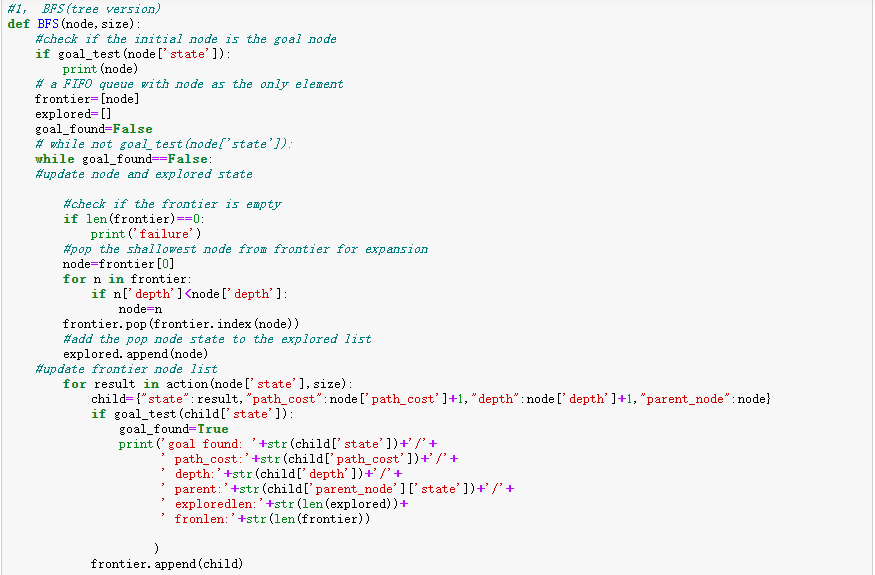 #1, BFS(tree version)
def BFS(node, size):
    #check if the initial node is the goal node
    if goal_test(node['state']):
        print(node)
    # a FIFO queue with node as the only element
    frontier=[node]
    explored=[]
    goal_found=False
    # while not goal_test(node['state']):
    while goal_found==False:
    #update node and explored state
        #check if the frontier is empty
        if len(frontier)==0:
            print('failure')
        #pop the shallowest node from frontier for expansion
        node=frontier[0]
        for n in frontier:
            if n['depth']<node['depth']:
                node=n
        frontier.pop(frontier.index(node))
        #add the pop node state to the explored list
        explored.append(node)
    #update frontier node list
        for result in action(node['state'],size):
            child={"state":result,"path_cost":node['path_cost']+1,"depth":node['depth']+1,"parent_node":node}
            if goal_test(child['state']):
                goal_found=True
                print('goal found: '+str(child['state'])+'/'+
                      ' path_cost:'+str(child['path_cost'])+'/'+
                      ' depth:'+str(child['depth'])+'/'+
                      ' parent:'+str(child['parent_node']['state'])+'/'+
                      ' exploredlen:'+str(len(explored))+
                      ' fronlen:'+str(len(frontier))
                     )
            frontier.append(child)